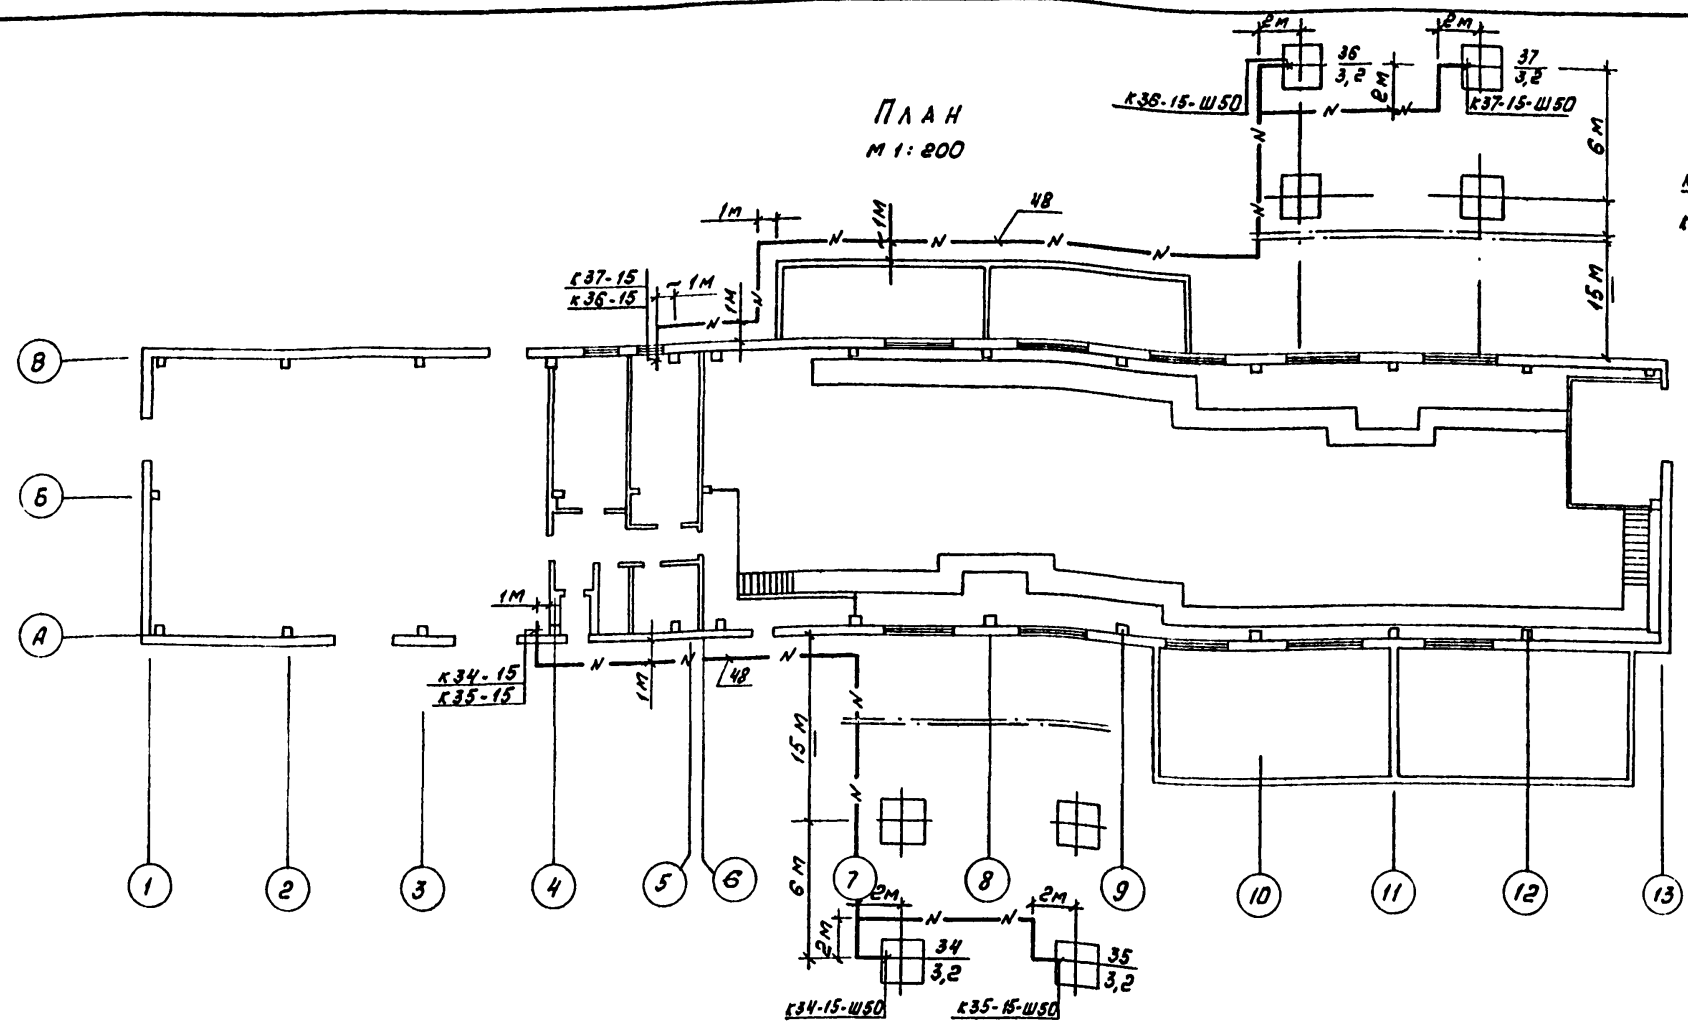 2м
2м
36
3,2
37
3,2
2м
К36-15-Ш50
К37-15-Ш50
ПЛАН
М 1:200
6м
1м
~1М
48
К37-15
К36-15
~1м
1М
15м
В
Б
А
1м
К34-15
К35-15
1М
48
15м
6м
1
2
3
4
5
6
7
8
9
10
11
12
13
2м
2м
2м
34
3,2
35
3,2
К34-15-Ш50
К35-15-Ш50